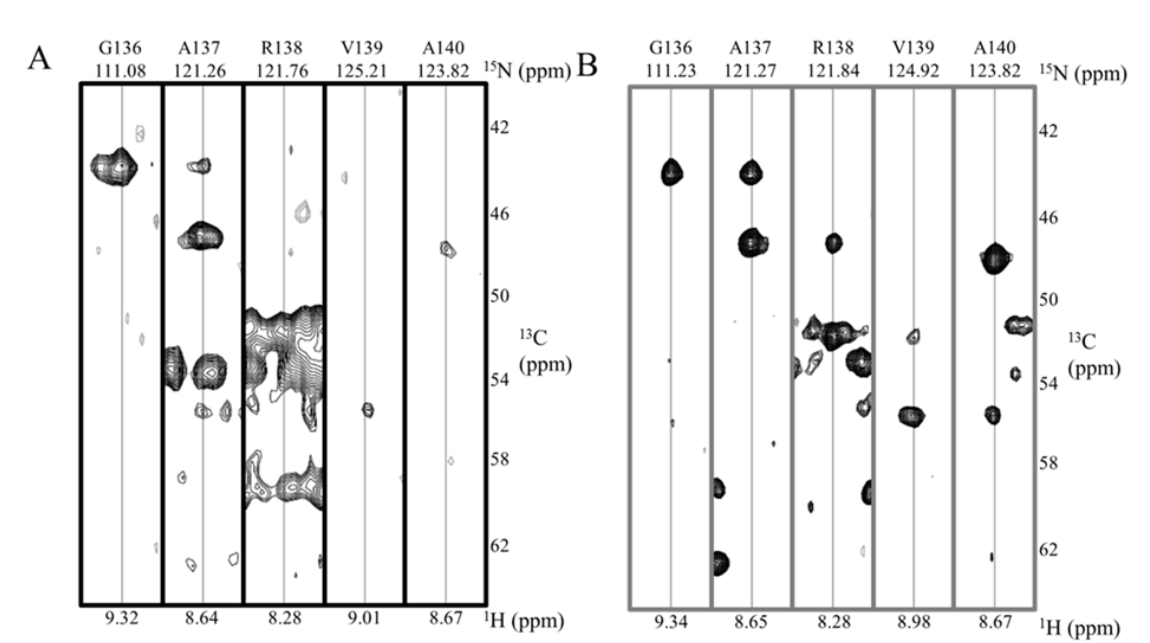 A
G136 A137 R138 V139 A140
111.08 121.26 121.76 125.21 123.82 ¹⁵N (ppm)
42
46
50
¹³C
(ppm)
54
58
62
9.32 8.64 8.28 9.01 8.67 ¹H (ppm)
B
G136 A137 R138 V139 A140
111.23 121.27 121.84 124.92 123.82 ¹⁵N (ppm)
42
46
50
¹³C
(ppm)
54
58
62
9.34 8.65 8.28 8.98 8.67 ¹H (ppm)